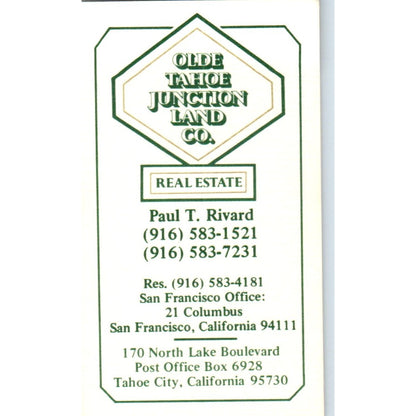 OLDE
TAHOE
JUNCTION
LAND
CO.
REAL ESTATE
Paul T. Rivard
(916) 583-1521
(916) 583-7231
Res. (916) 583-4181
San Francisco Office:
21 Columbus
San Francisco, California 94111
170 North Lake Boulevard
Post Office Box 6928
Tahoe City, California 95730